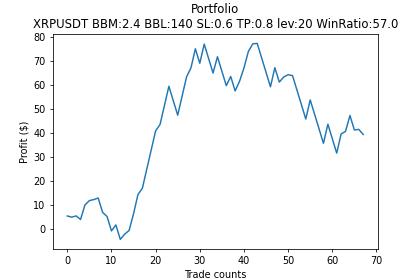 Portfolio
XRPUSDT BBM:2.4 BBL:140 SL:0.6 TP:0.8 lev:20 WinRatio:57.0
80
70
60
50
40
30
20
10
0
Profit ($)
0 10 20 30 40 50 60 70
Trade counts